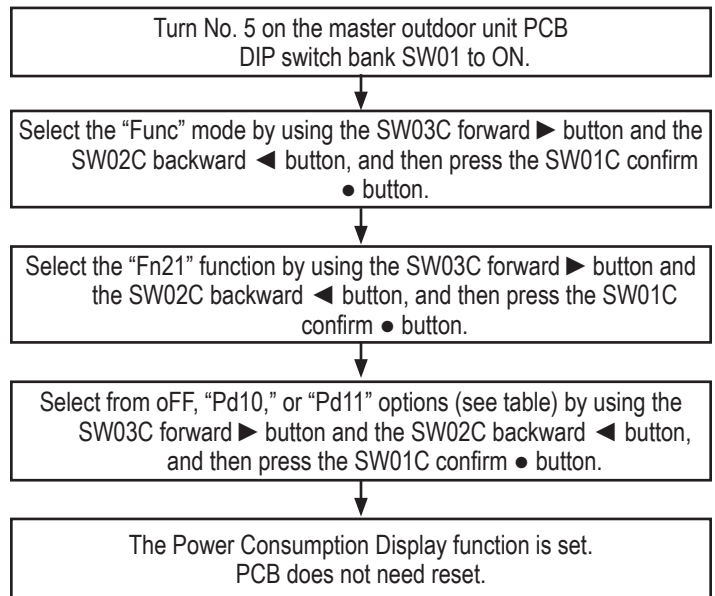 Turn No. 5 on the master outdoor unit PCB
DIP switch bank SW01 to ON.
Select the “Func” mode by using the SW03C forward ► button and the
SW02C backward ◄ button, and then press the SW01C confirm
● button.
Select the “Fn21” function by using the SW03C forward ► button and
the SW02C backward ◄ button, and then press the SW01C
confirm ● button.
Select from oFF, “Pd10,” or “Pd11” options (see table) by using the
SW03C forward ► button and the SW02C backward ◄ button,
and then press the SW01C confirm ● button.
The Power Consumption Display function is set.
PCB does not need reset.